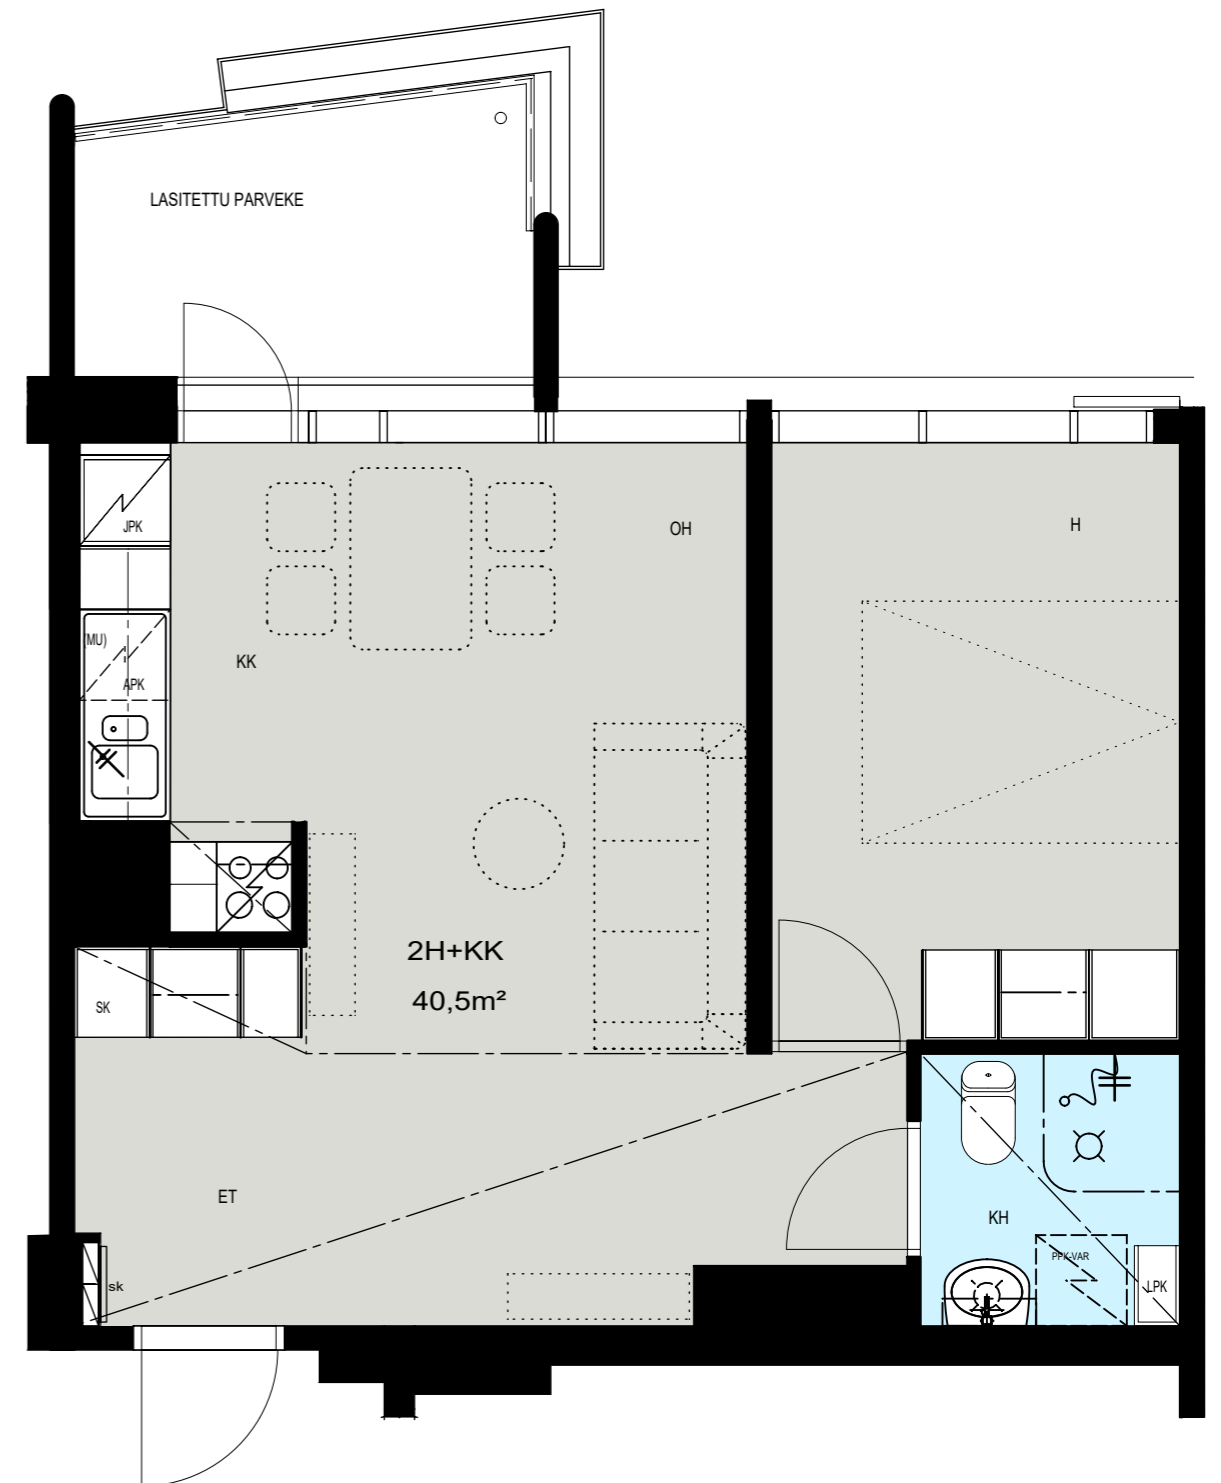 LASITETTU PARVEKE
JPK
OH
H
(MU)
KK
APK
2H+KK
40,5m²
SK
ET
KH
PPK-VAR
sk
LPK